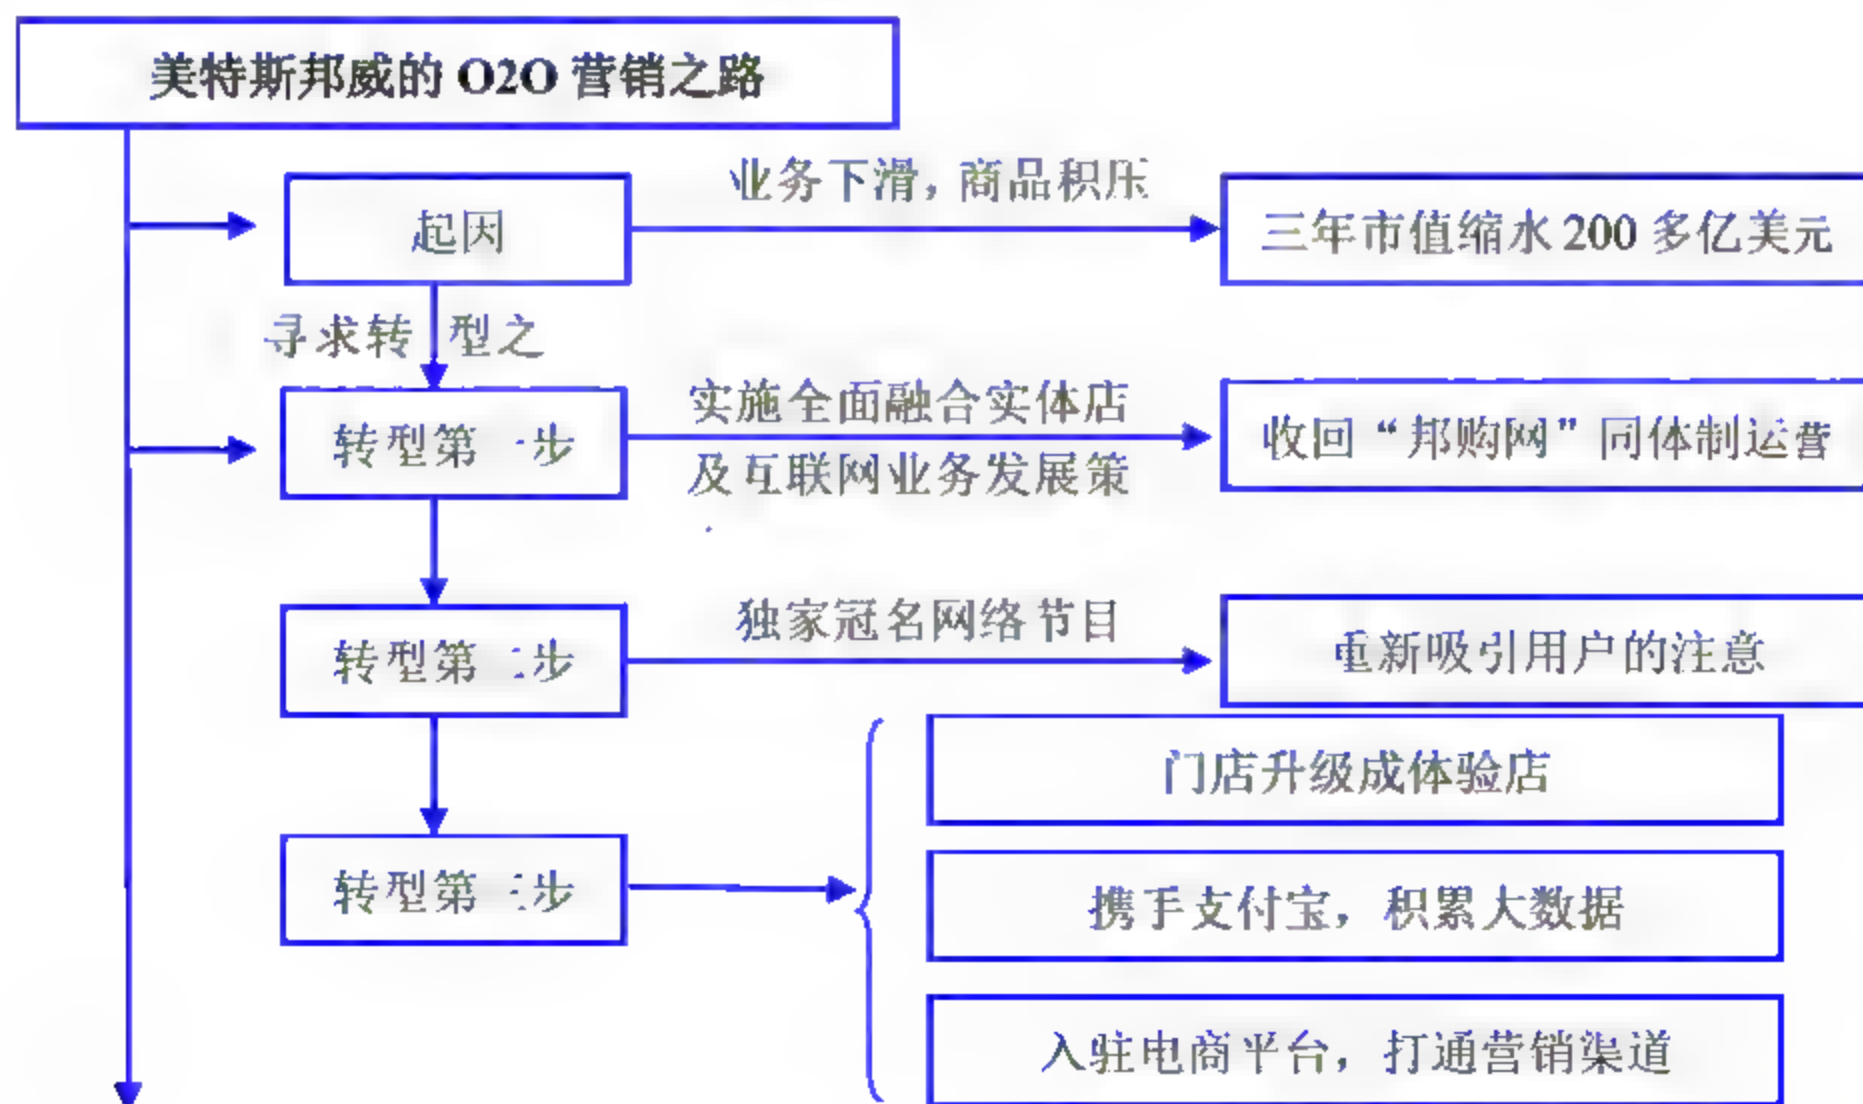 美特斯邦威的 O2O 营销之路
业务下滑，商品积压
起因
三年市值缩水 200 多亿美元
寻求转型之
转型第一步
实施全面融合实体店
及互联网业务发展策
收回“邦购网”同体制运营
转型第二步
独家冠名网络节目
重新吸引用户的注意
转型第三步
门店升级成体验店
携手支付宝，积累大数据
入驻电商平台，打通营销渠道